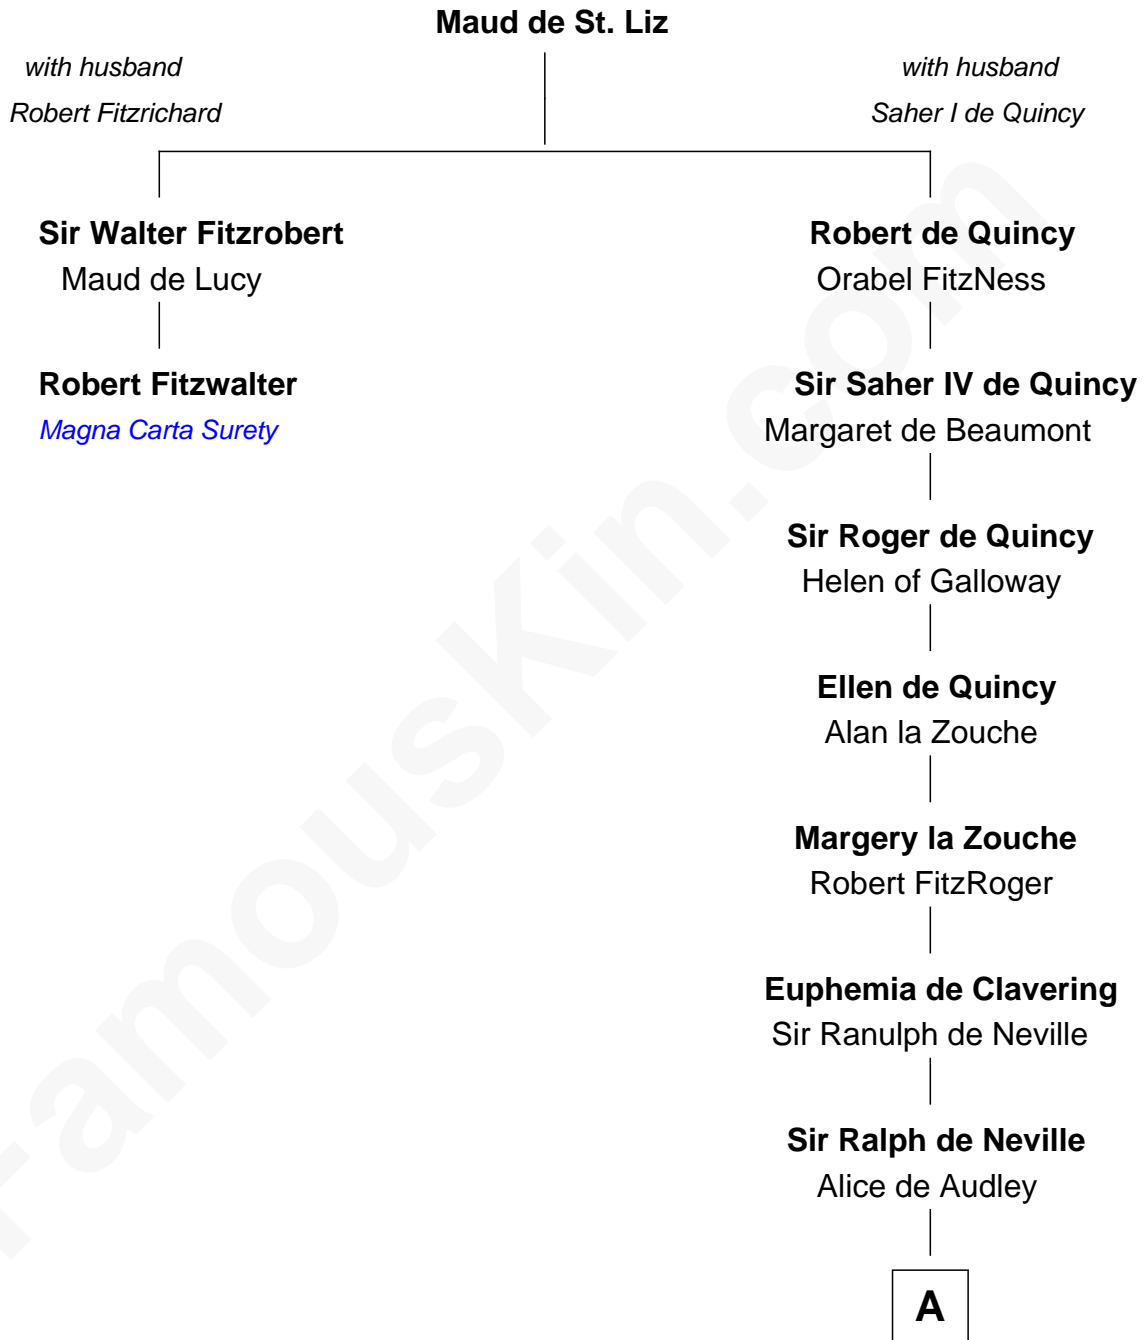 Maud de St. Liz
with husband
Robert Fitzrichard
with husband
Saher I de Quincy
Sir Walter Fitzrobert
Maud de Lucy
Robert Fitzwalter
Magna Carta Surety
Robert de Quincy
Orabel FitzNess
Sir Saher IV de Quincy
Margaret de Beaumont
Sir Roger de Quincy
Helen of Galloway
Ellen de Quincy
Alan la Zouche
Margery la Zouche
Robert FitzRoger
Euphemia de Clavering
Sir Ranulph de Neville
Sir Ralph de Neville
Alice de Audley
A
FamousKin.com